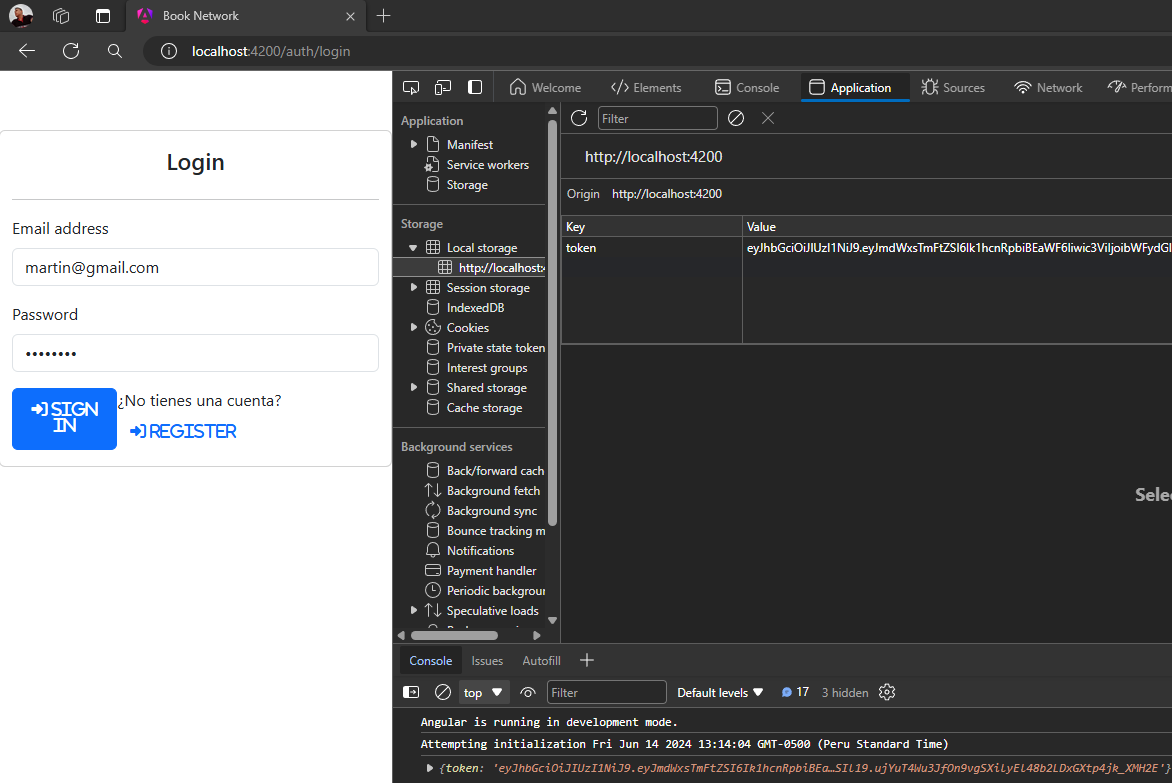 Book Network
localhost:4200/auth/login
Welcome
Elements
Console
Application
Sources
Network
Perform
Filter
Login
Email address
martin@gmail.com
Password
SIGN IN
¿No tienes una cuenta?
REGISTER
Application
Manifest
Service workers
Storage
Storage
Local storage
http://localhost:4
Session storage
IndexedDB
Cookies
Private state token
Interest groups
Shared storage
Cache storage
Background services
Back/forward cach
Background fetch
Background sync
Bounce tracking m
Notifications
Payment handler
Periodic backgrour
Speculative loads
http://localhost:4200
Origin http://localhost:4200
Key Value
token
Sele
Console Issues Autofill
top
Filter
Default levels
17
3 hidden
Angular is running in development mode.
Attempting initialization Fri Jun 14 2024 13:14:04 GMT-0500 (Peru Standard Time)
{token: 'eyJhbGciOiJIUzI1NiJ9.eyJmdWxsTmFtZSI6Ik1hcnRpbiBEa…SIl19.ujYuT4Wu3JfOn9vgSXilyEl48b2LDxGXtp4jk_XMH2E'}